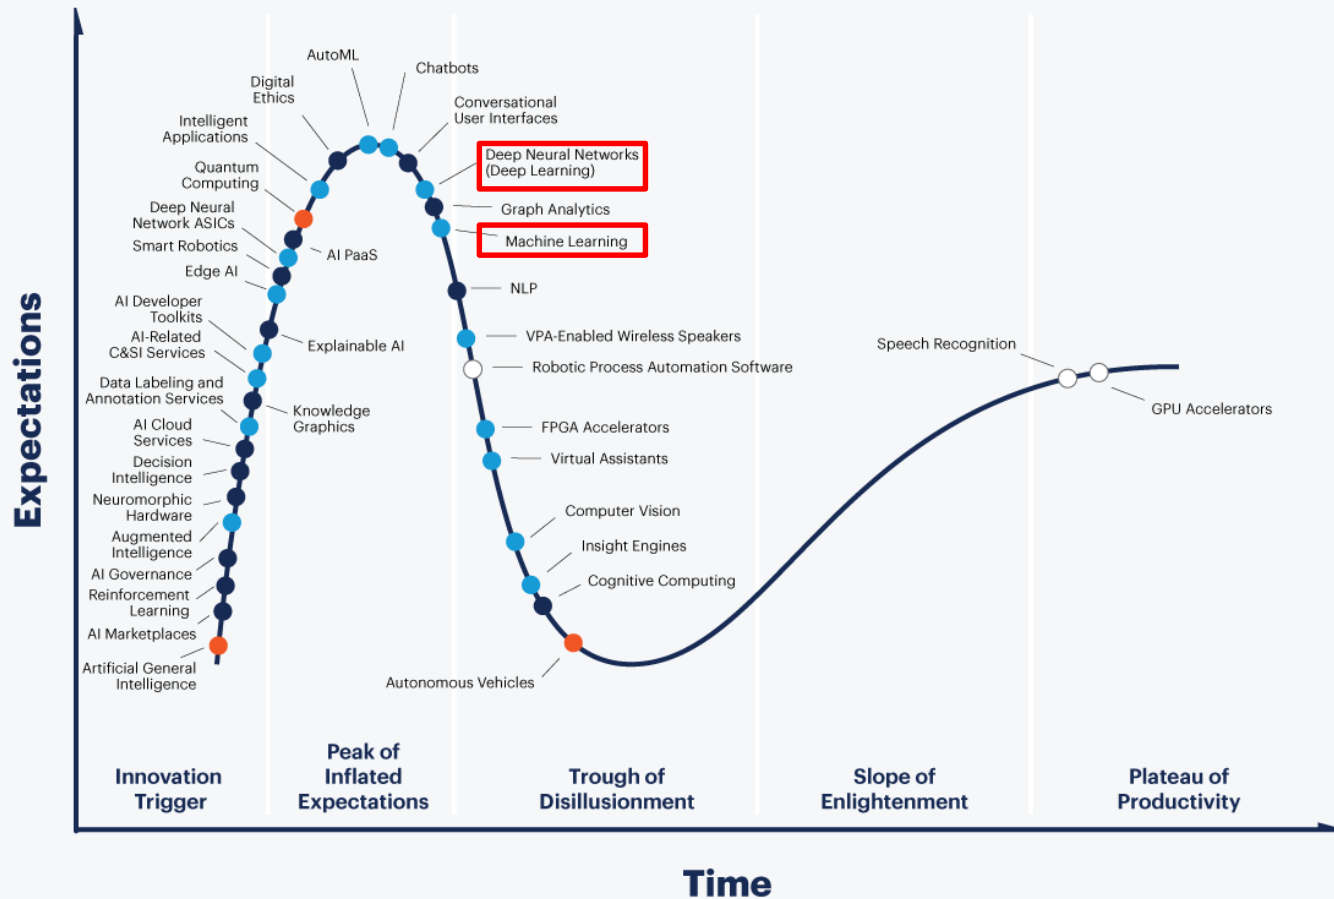 AutoML
Chatbots
Digital
Ethics
Conversational
User Interfaces
Intelligent
Applications
Deep Neural Networks
(Deep Learning)
Quantum
Computing
Graph Analytics
Deep Neural
Network ASICs
Machine Learning
Smart Robotics
AI PaaS
Edge AI
NLP
AI Developer
Toolkits
VPA-Enabled Wireless Speakers
AI-Related
C&SI Services
Explainable AI
Speech Recognition
Robotic Process Automation Software
Data Labeling and
Annotation Services
Knowledge
Graphics
GPU Accelerators
AI Cloud
Services
FPGA Accelerators
Decision
Intelligence
Virtual Assistants
Neuromorphic
Hardware
Computer Vision
Augmented
Intelligence
Insight Engines
AI Governance
Cognitive Computing
Reinforcement
Learning
AI Marketplaces
Artificial General
Intelligence
Autonomous Vehicles
Expectations
Innovation
Trigger
Peak of
Inflated
Expectations
Trough of
Disillusionment
Slope of
Enlightenment
Plateau of
Productivity
Time